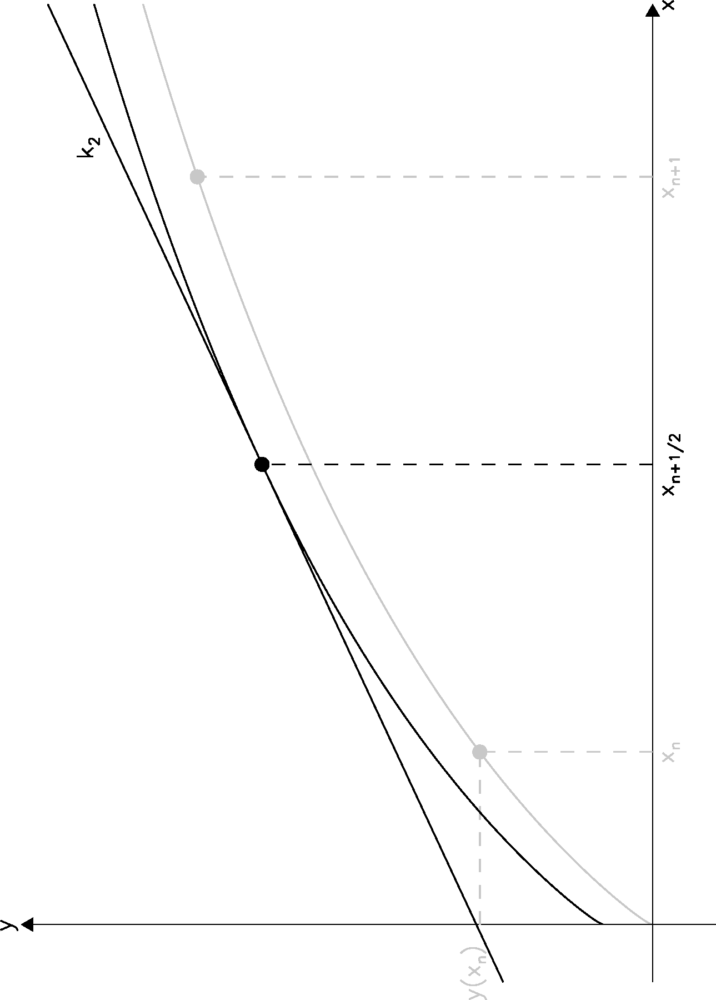 y
k₂
y(xₙ)
xₙ
xₙ₊₁/₂
xₙ₊₁
x